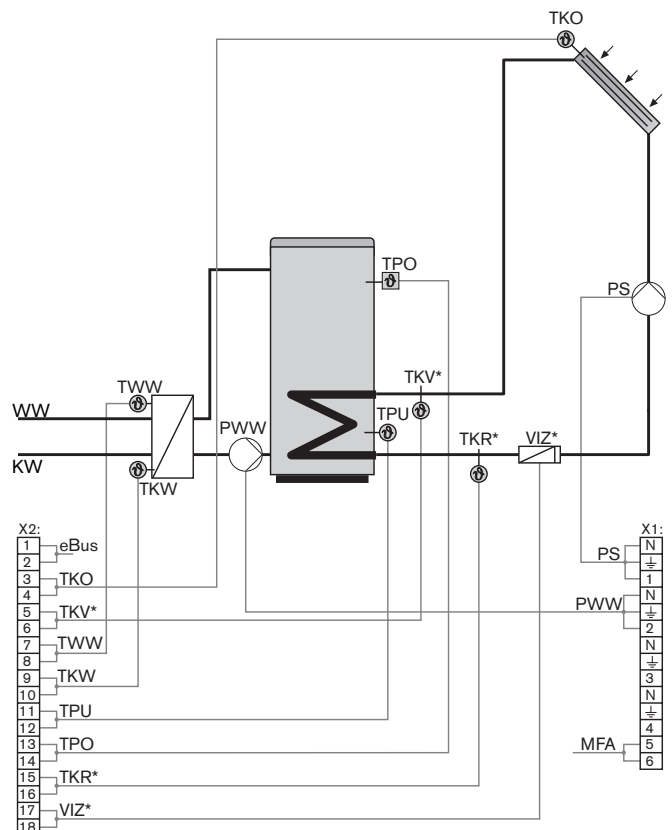 TKO
TPO
PS
TKV*
TWW
TPU
WW
PWW
TKR*
VIZ*
KW
TKW
X2:
1
2
eBus
3
4
TKO
5
6
TKV*
7
8
TWW
9
10
TKW
11
12
TPU
13
14
TPO
15
16
TKR*
17
18
VIZ*
X1:
PS
N
1
PWW
N
2
N
3
N
4
MFA
5
6